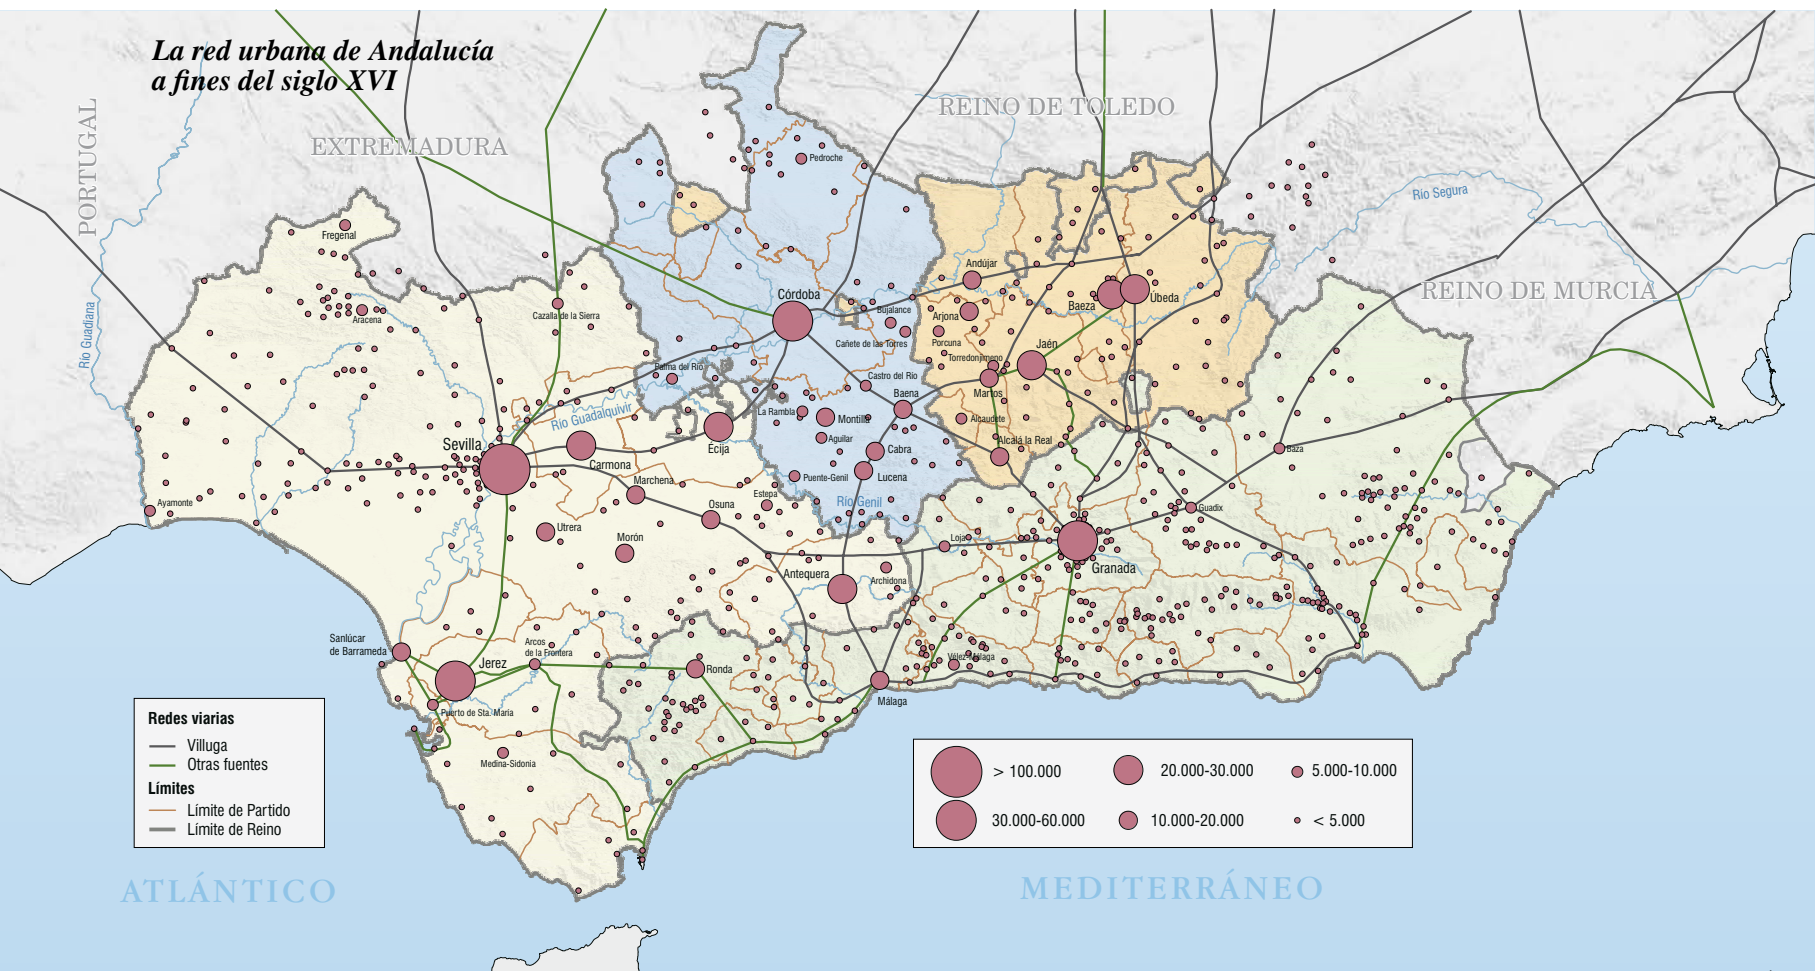 La red urbana de Andalucía
a fines del siglo XVI
PORTUGAL
EXTREMADURA
REINO DE TOLEDO
REINO DE MURCIA
Río Guadiana
Río Segura
Pedroche
Fregenal
Aracena
Cazalla de la Sierra
Córdoba
Bujalance
Cañete de las Torres
Andújar
Arjona
Porcuna
Baeza
Úbeda
Jaén
Torredonjimeno
Martos
Palma del Río
Castro del Río
Baena
La Rambla
Montilla
Aguilar
Alcaudete
Alcalá la Real
Río Guadalquivir
Sevilla
Carmona
Écija
Cabra
Puente-Genil
Lucena
Baza
Marchena
Estepa
Osuna
Río Genil
Guadix
Ayamonte
Utrera
Morón
Loja
Granada
Antequera
Archidona
Sanlúcar
de Barrameda
Arcos
de la Frontera
Jerez
Ronda
Vélez-Málaga
Málaga
Puerto de Sta. María
Medina-Sidonia
Redes viarias
Villuga
Otras fuentes
Límites
Límite de Partido
Límite de Reino
> 100.000
20.000-30.000
5.000-10.000
30.000-60.000
10.000-20.000
< 5.000
ATLÁNTICO
MEDITERRÁNEO